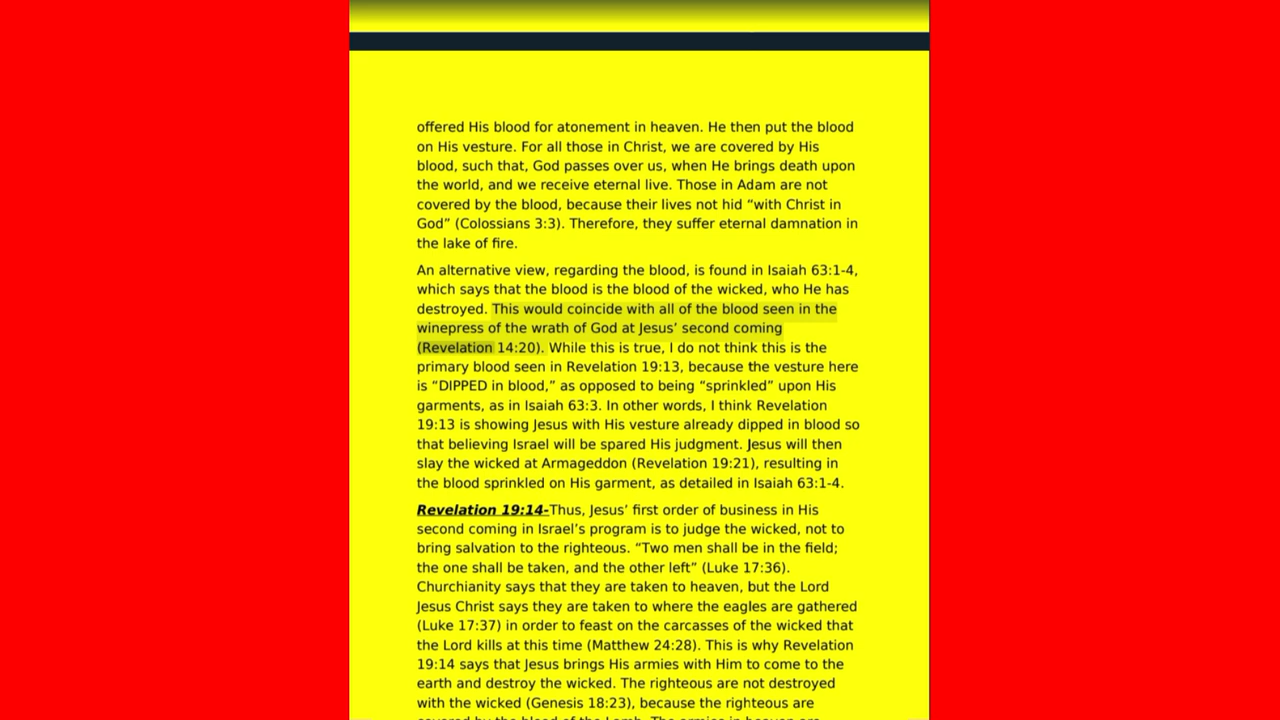 offered His blood for atonement in heaven. He then put the blood
on His vesture. For all those in Christ, we are covered by His
blood, such that, God passes over us, when He brings death upon
the world, and we receive eternal live. Those in Adam are not
covered by the blood, because their lives not hid “with Christ in
God” (Colossians 3:3). Therefore, they suffer eternal damnation in
the lake of fire.
An alternative view, regarding the blood, is found in Isaiah 63:1-4,
which says that the blood is the blood of the wicked, who He has
destroyed. This would coincide with all of the blood seen in the
winepress of the wrath of God at Jesus’ second coming
(Revelation 14:20). While this is true, I do not think this is the
primary blood seen in Revelation 19:13, because the vesture here
is “DIPPED in blood,” as opposed to being “sprinkled” upon His
garments, as in Isaiah 63:3. In other words, I think Revelation
19:13 is showing Jesus with His vesture already dipped in blood so
that believing Israel will be spared His judgment. Jesus will then
slay the wicked at Armageddon (Revelation 19:21), resulting in
the blood sprinkled on His garment, as detailed in Isaiah 63:1-4.
Revelation 19:14-Thus, Jesus’ first order of business in His
second coming in Israel’s program is to judge the wicked, not to
bring salvation to the righteous. “Two men shall be in the field;
the one shall be taken, and the other left” (Luke 17:36).
Churchianity says that they are taken to heaven, but the Lord
Jesus Christ says they are taken to where the eagles are gathered
(Luke 17:37) in order to feast on the carcasses of the wicked that
the Lord kills at this time (Matthew 24:28). This is why Revelation
19:14 says that Jesus brings His armies with Him to come to the
earth and destroy the wicked. The righteous are not destroyed
with the wicked (Genesis 18:23), because the righteous are
covered by the blood of the Lamb. The armies in heaven are